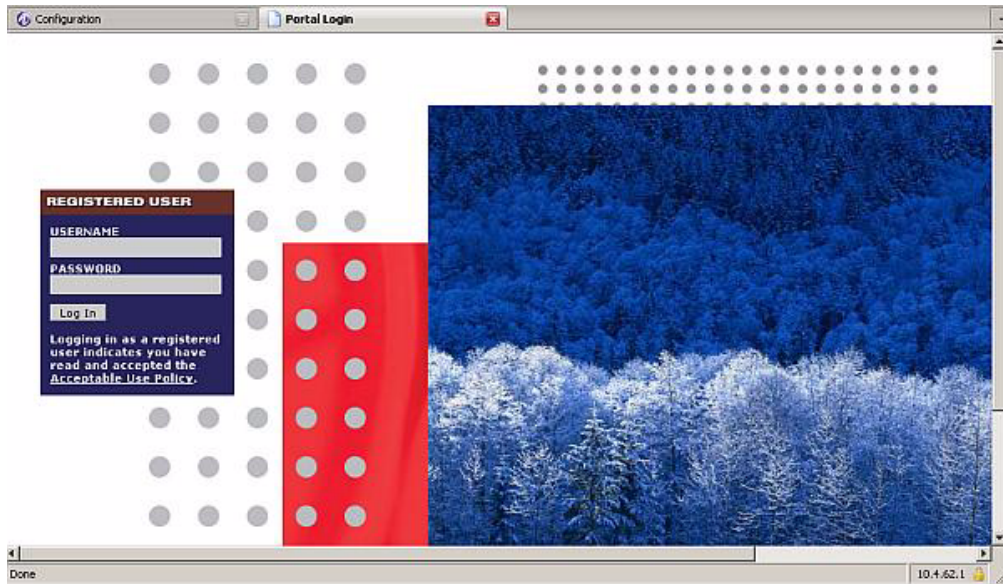 Configuration
Portal Login
REGISTERED USER
USERNAME
PASSWORD
Log In
Logging in as a registered
user indicates you have
read and accepted the
Acceptable Use Policy.
Done
10.4.62.1